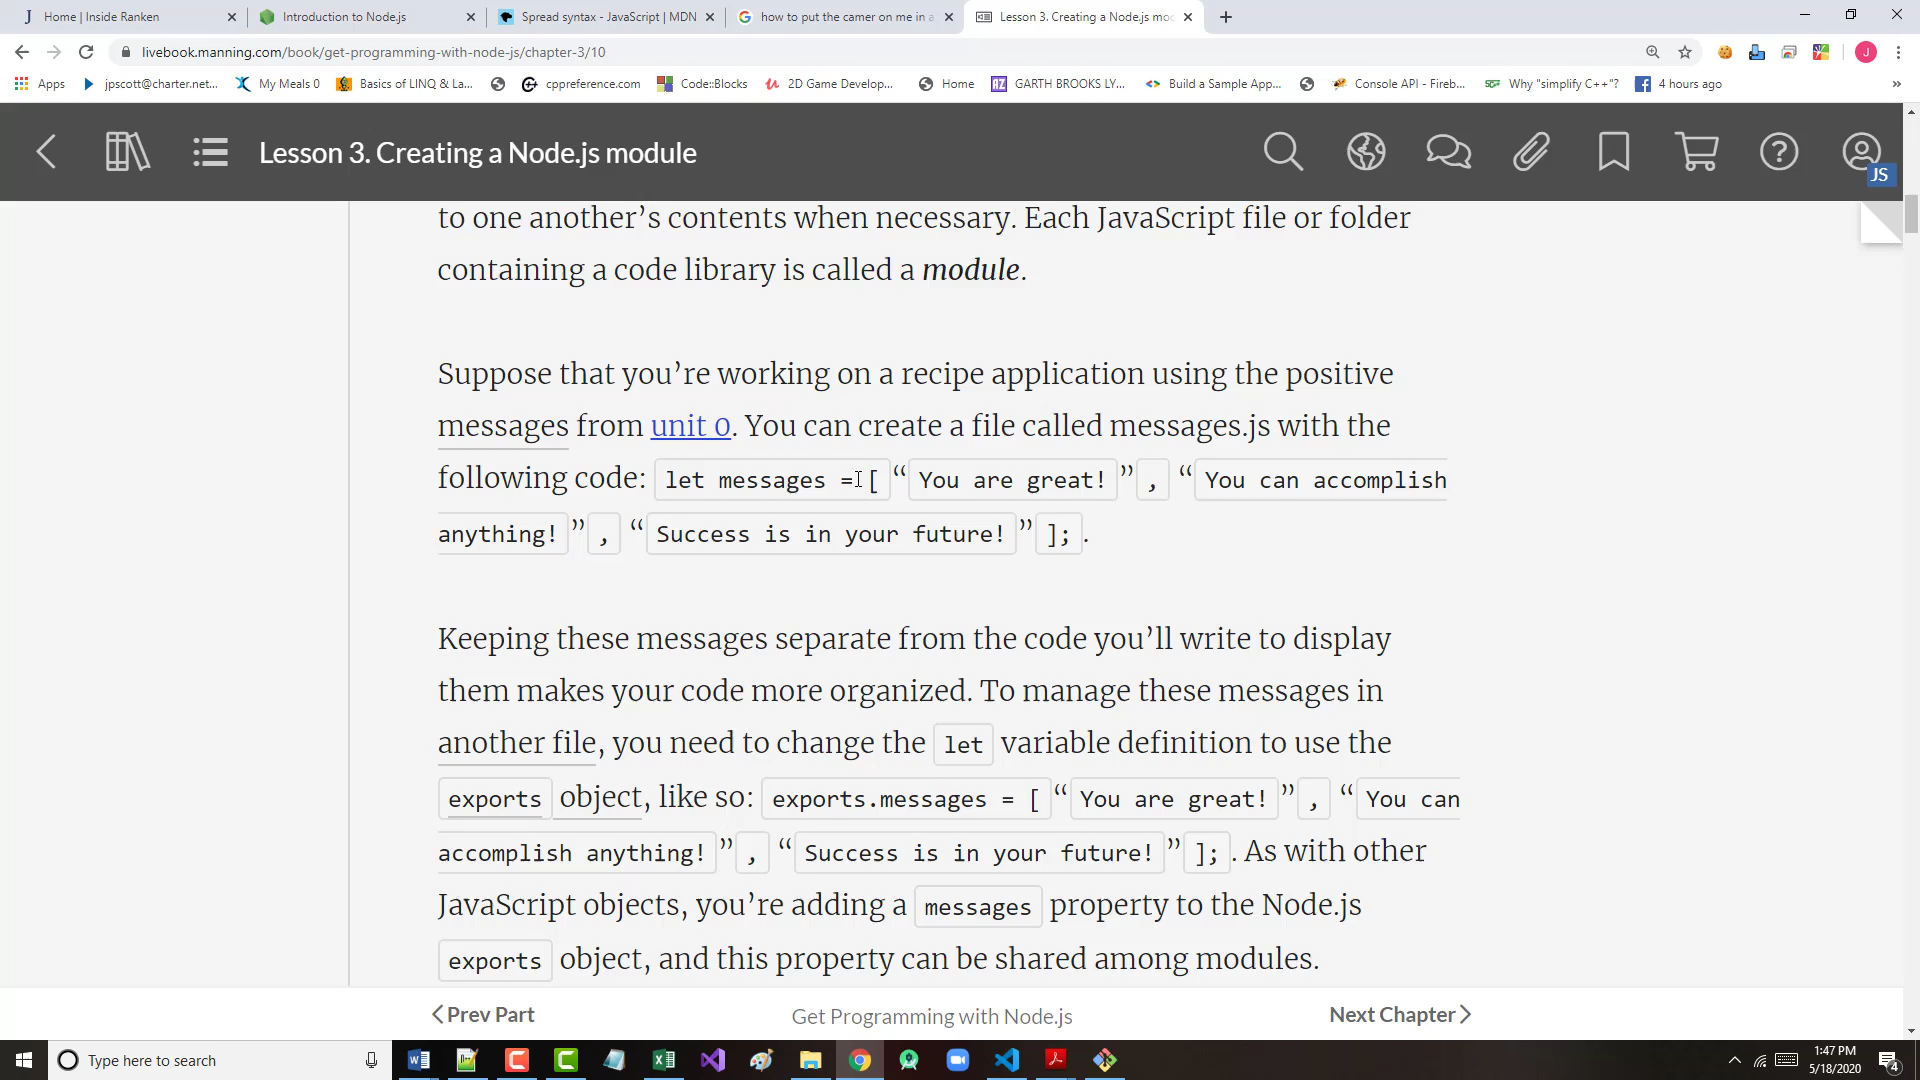 Home | Inside Ranken
Introduction to Node.js
Spread syntax - JavaScript | MDN
how to put the camer on me in a
Lesson 3. Creating a Node.js mod
livebook.manning.com/book/get-programming-with-node-js/chapter-3/10
J
Apps
jpscott@charter.net...
My Meals 0
Basics of LINQ & La...
cppreference.com
Code::Blocks
2D Game Develop...
Home
AZ
GARTH BROOKS LY...
Build a Sample App...
Console API - Fireb...
Why "simplify C++"?
4 hours ago
»
Lesson 3. Creating a Node.js module
JS
to one another’s contents when necessary. Each JavaScript file or folder
containing a code library is called a module.
Suppose that you’re working on a recipe application using the positive
messages from unit 0. You can create a file called messages.js with the
following code: let messages = [ “You are great!” , “You can accomplish
anything!” , “Success is in your future!” ]; .
Keeping these messages separate from the code you’ll write to display
them makes your code more organized. To manage these messages in
another file, you need to change the let variable definition to use the
exports object, like so: exports.messages = [ “You are great!” , “You can
accomplish anything!” , “Success is in your future!” ]; . As with other
JavaScript objects, you’re adding a messages property to the Node.js
exports object, and this property can be shared among modules.
Prev Part
Get Programming with Node.js
Next Chapter
Type here to search
1:47 PM
5/18/2020
4